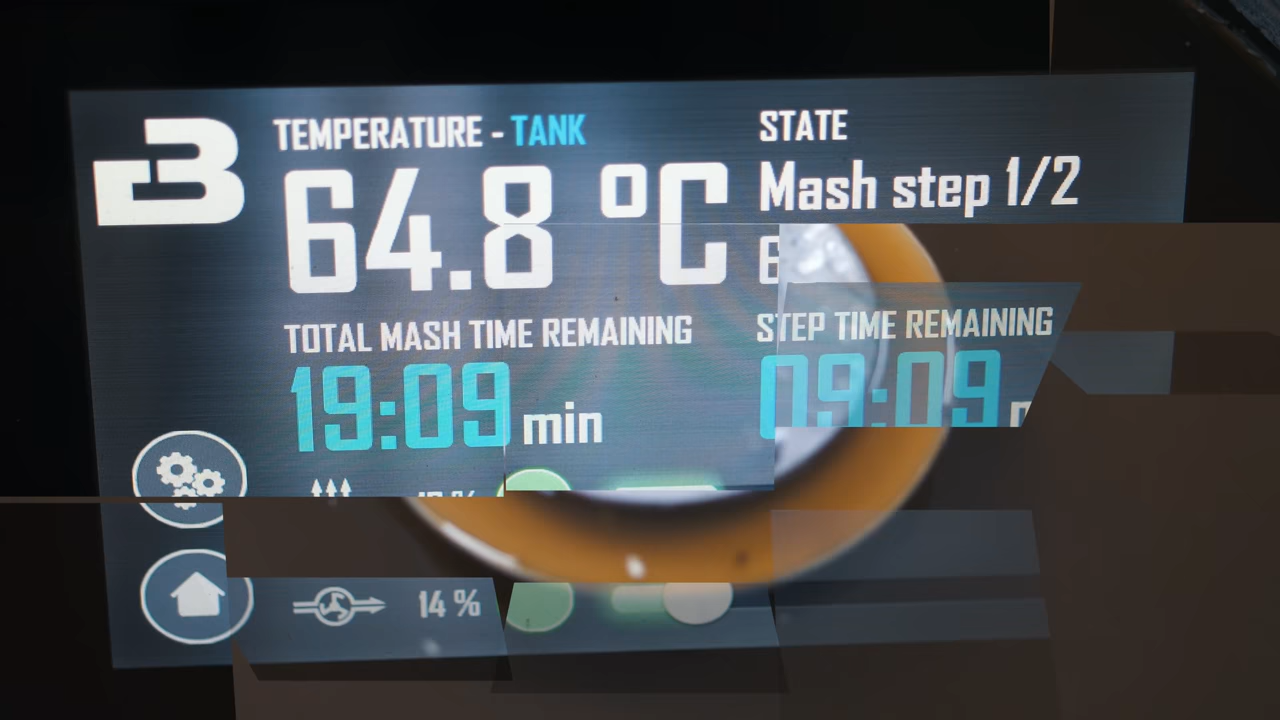 TEMPERATURE - TANK
64.8 °C
TOTAL MASH TIME REMAINING
19:09 min
14 %
STATE
Mash step 1/2
STEP TIME REMAINING
09:09